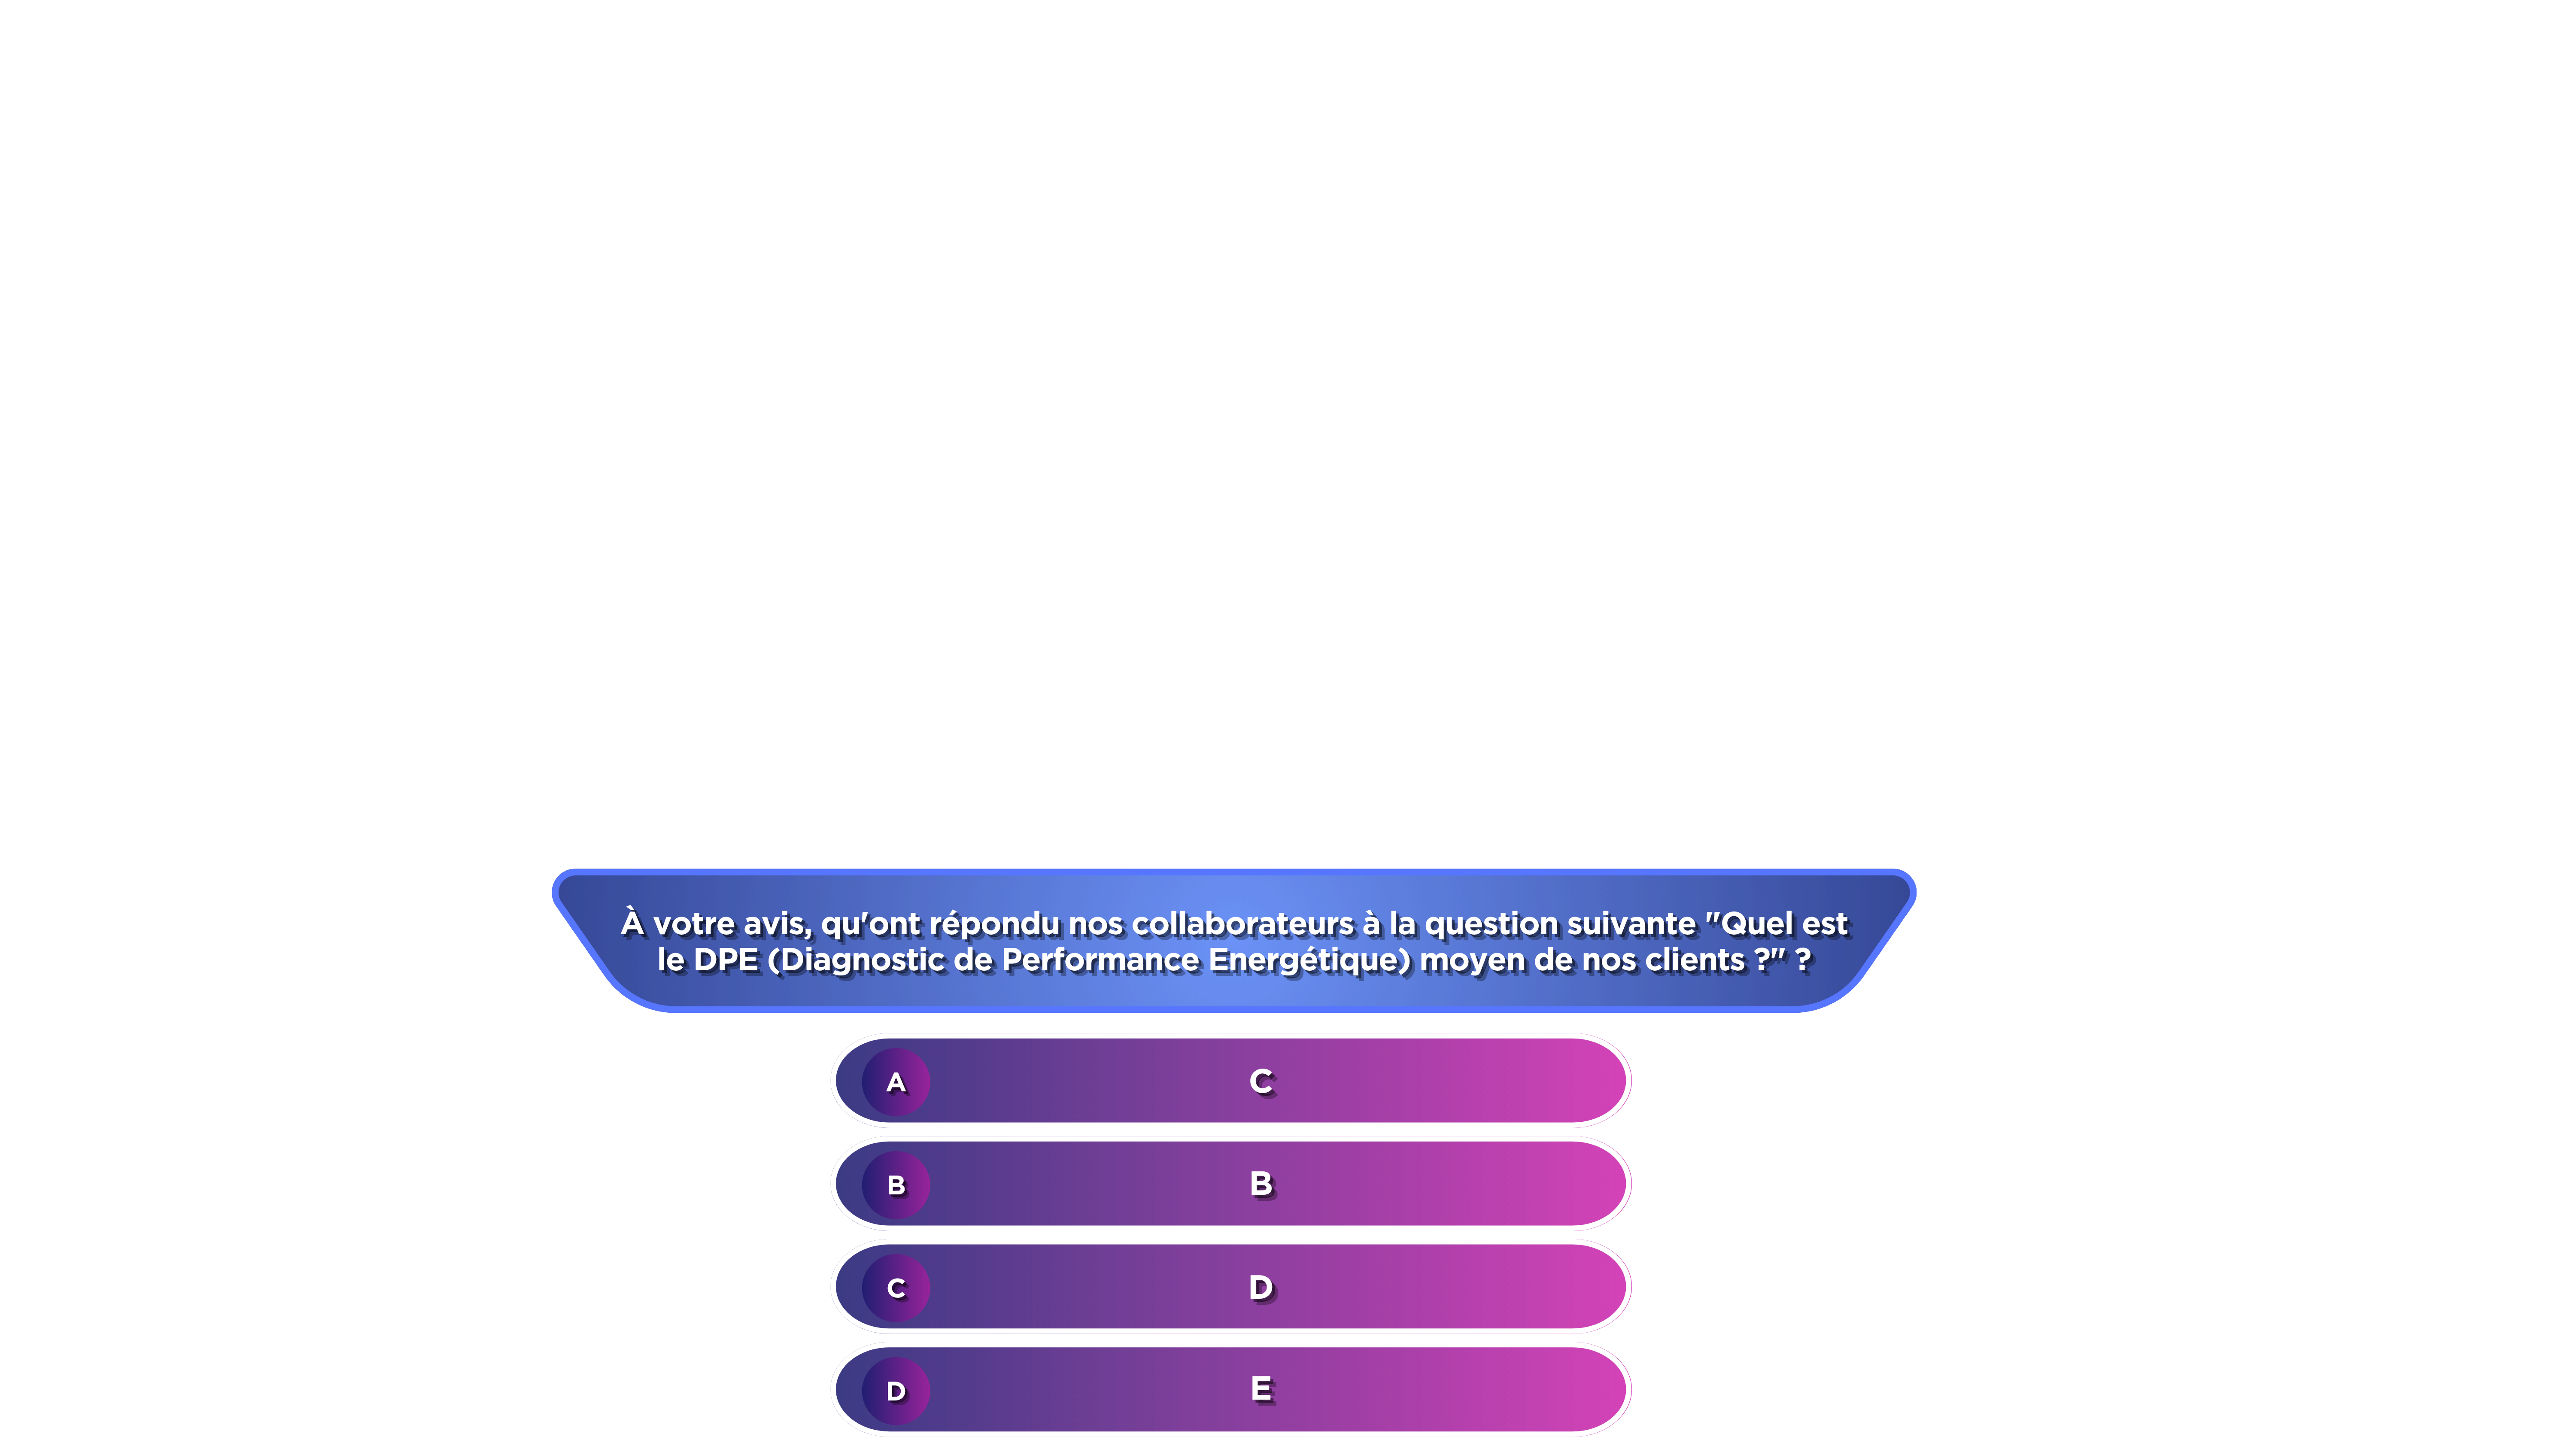 À votre avis, qu'ont répondu nos collaborateurs à la question suivante "Quel est
le DPE (Diagnostic de Performance Energétique) moyen de nos clients ?" ?
A C
B B
C D
D E